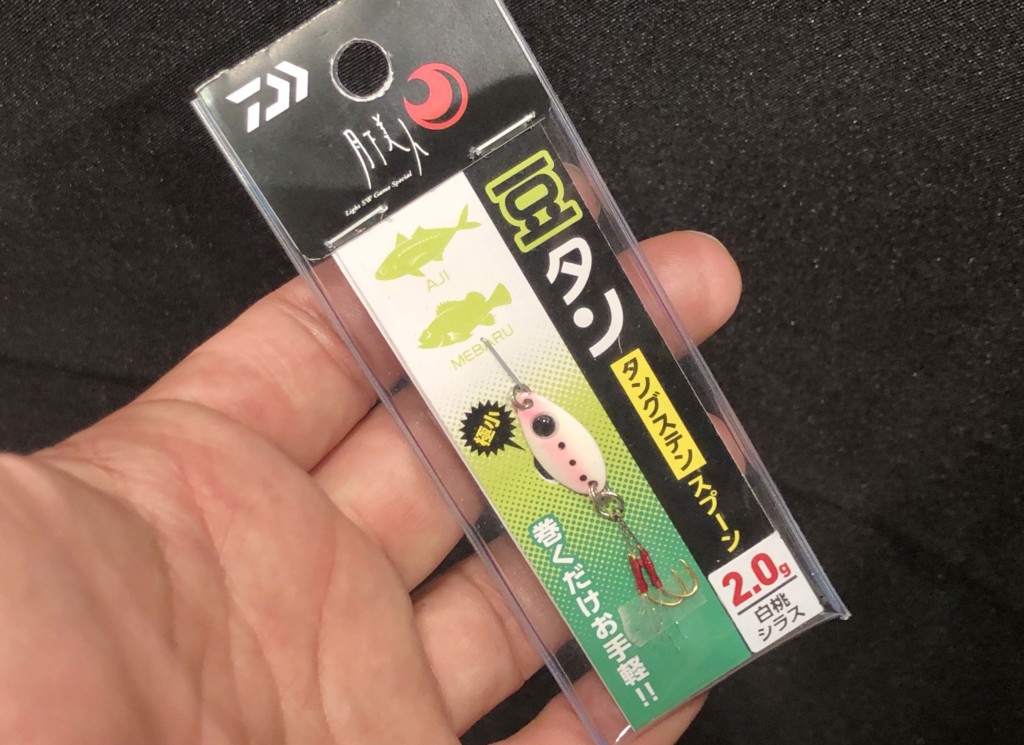 月下美人
Light SW Game Special
豆タン
タングステン スプーン
AJI
MEBARU
極小
巻くだけお手軽!!
2.0g
白桃
シラス